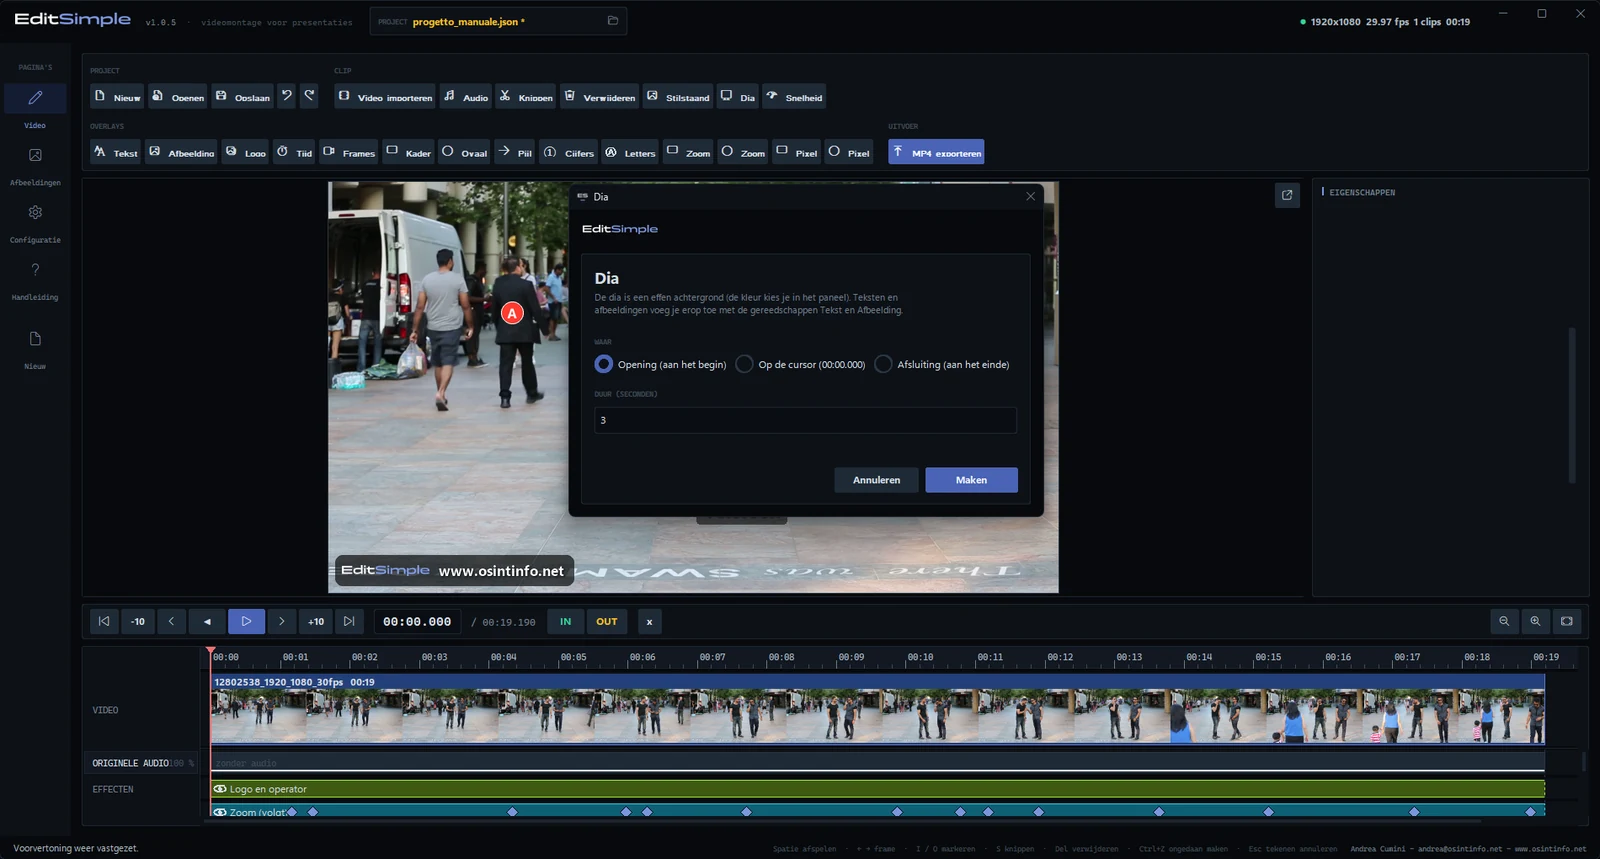 EditSimple v1.0.5 · videomontage voor presentaties
PROJECT progetto_manuale.json *
1920x1080 29.97 fps 1 clips 00:19
PAGINA'S
Video
Afbeeldingen
Configuratie
Handleiding
Nieuw
PROJECT
Nieuw Openen Opslaan
CLIP
Video importeren Audio Knippen Verwijderen Stilstaand Dia Snelheid
OVERLAYS
Tekst Afbeelding Logo Tijd Frames Kader Ovaal Pijl Cijfers Letters Zoom Zoom Pixel Pixel
UITVOER
MP4 exporteren
A
EditSimple www.osintinfo.net
There was SWAM
Dia
EditSimple
Dia
De dia is een effen achtergrond (de kleur kies je in het paneel). Teksten en
afbeeldingen voeg je erop toe met de gereedschappen Tekst en Afbeelding.
WAAR
Opening (aan het begin) Op de cursor (00:00.000) Afsluiting (aan het einde)
DUUR (SECONDEN)
3
Annuleren Maken
EIGENSCHAPPEN
-10 +10 00:00.000 / 00:19.190 IN OUT x
00:00 00:01 00:02 00:03 00:04 00:05 00:06 00:07 00:08 00:09 00:10 00:11 00:12 00:13 00:14 00:15 00:16 00:17 00:18 00:19
12802538_1920_1080_30fps 00:19
VIDEO
ORIGINELE AUDIO 100 %
zonder audio
EFFECTEN
Logo en operator
Zoom (volgt
Voorvertoning weer vastgezet.
Spatie afspelen · ← → frame · I / O markeren · S knippen · Del verwijderen · Ctrl+Z ongedaan maken · Esc tekenen annuleren Andrea Cumini — andrea@osintinfo.net — www.osintinfo.net